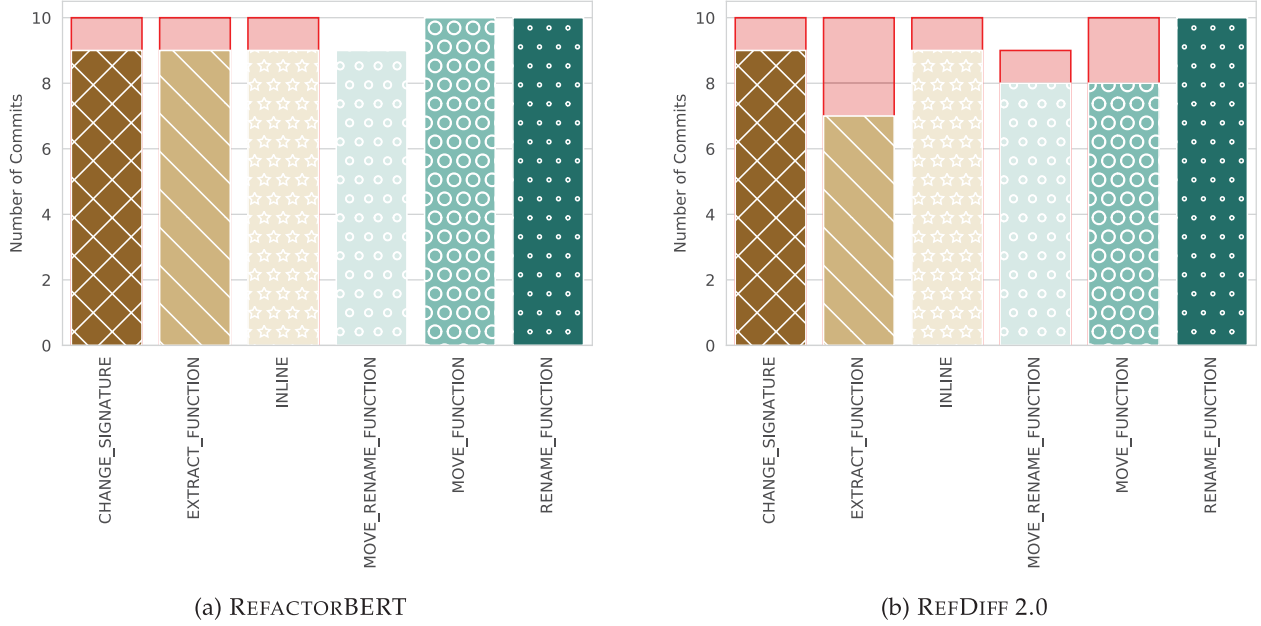 Number of Commits
10
8
6
4
2
0
CHANGE_SIGNATURE
EXTRACT_FUNCTION
INLINE
MOVE_RENAME_FUNCTION
MOVE_FUNCTION
RENAME_FUNCTION
(a) REFACTORBERT
Number of Commits
10
8
6
4
2
0
CHANGE_SIGNATURE
EXTRACT_FUNCTION
INLINE
MOVE_RENAME_FUNCTION
MOVE_FUNCTION
RENAME_FUNCTION
(b) REFDIFF 2.0